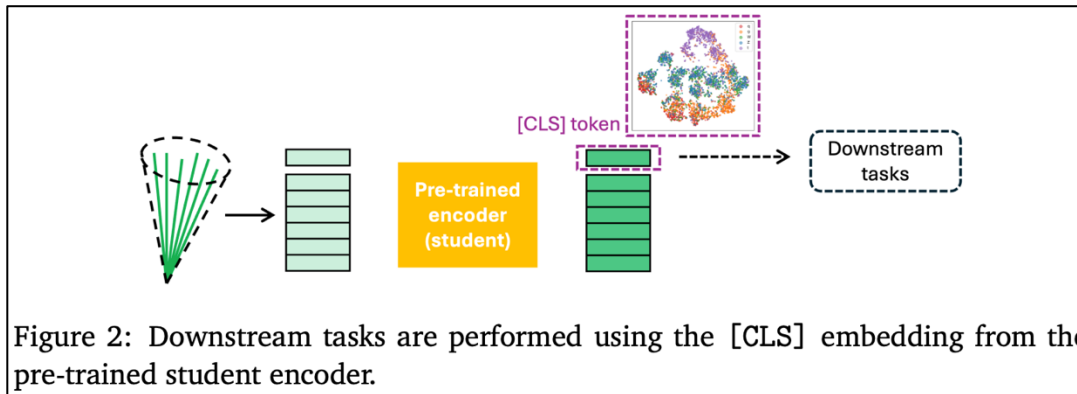 [CLS] token
Pre-trained
encoder
(student)
Downstream
tasks
Figure 2: Downstream tasks are performed using the [CLS] embedding from the
pre-trained student encoder.